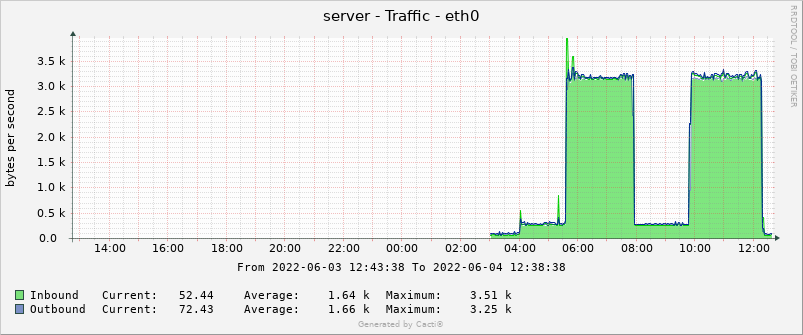 server - Traffic - eth0
RRDTOOL / TOBI OETIKER
bytes per second
3.5 k
3.0 k
2.5 k
2.0 k
1.5 k
1.0 k
0.5 k
0.0
14:00 16:00 18:00 20:00 22:00 00:00 02:00 04:00 06:00 08:00 10:00 12:00
From 2022-06-03 12:43:38 To 2022-06-04 12:38:38
Inbound Current: 52.44 Average: 1.64 k Maximum: 3.51 k
Outbound Current: 72.43 Average: 1.66 k Maximum: 3.25 k
Generated by Cacti®